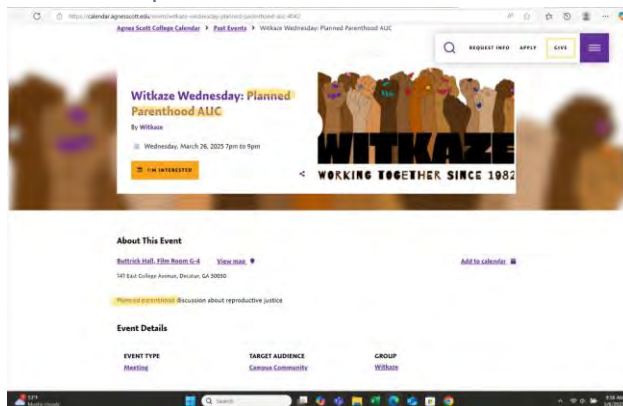 https://calendar.agnesscott.edu/event/witkaze-wednesday-planned-parenthood-auc-4042
Agnes Scott College Calendar > Past Events > Witkaze Wednesday: Planned Parenthood AUC
REQUEST INFO APPLY GIVE
Witkaze Wednesday: Planned
Parenthood AUC
By Witkaze
Wednesday, March 26, 2025 7pm to 9pm
I'M INTERESTED
WITKAZE
WORKING TOGETHER SINCE 1982
About This Event
Buttrick Hall, Film Room G-4 View map Add to calendar
141 East College Avenue, Decatur, GA 30030
Planned parenthood discussion about reproductive justice
Event Details
EVENT TYPE TARGET AUDIENCE GROUP
Meeting Campus Community Witkaze
53°F
Mostly cloudy
Search